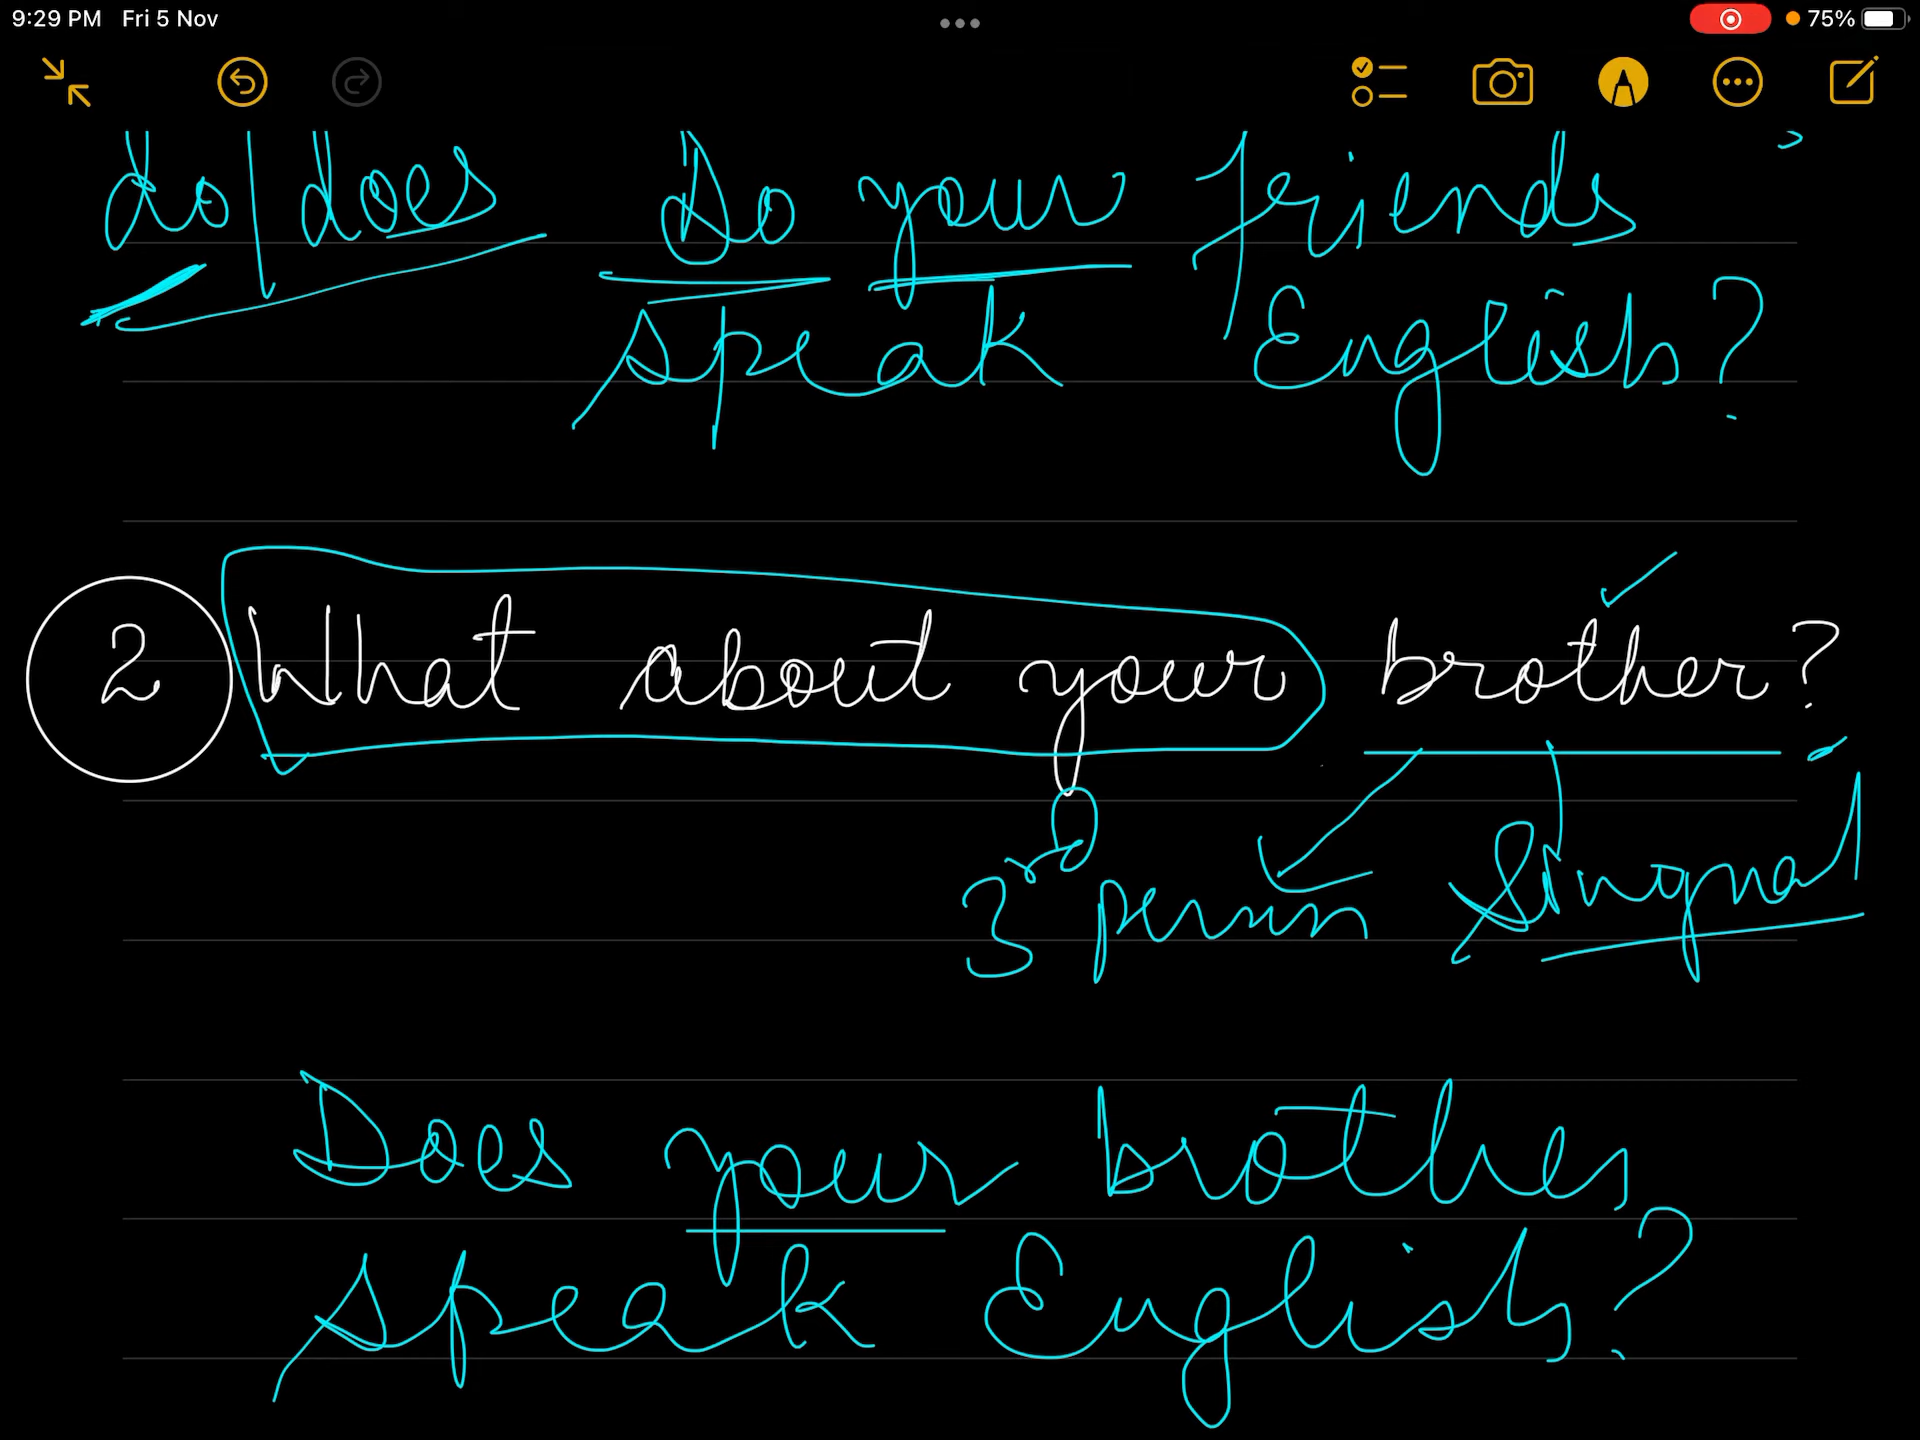 9:29 PM Fri 5 Nov 75%
do/does Do your friends
speak English?
2 What about your brother?
3rd person Singual
Does your brother
speak English?